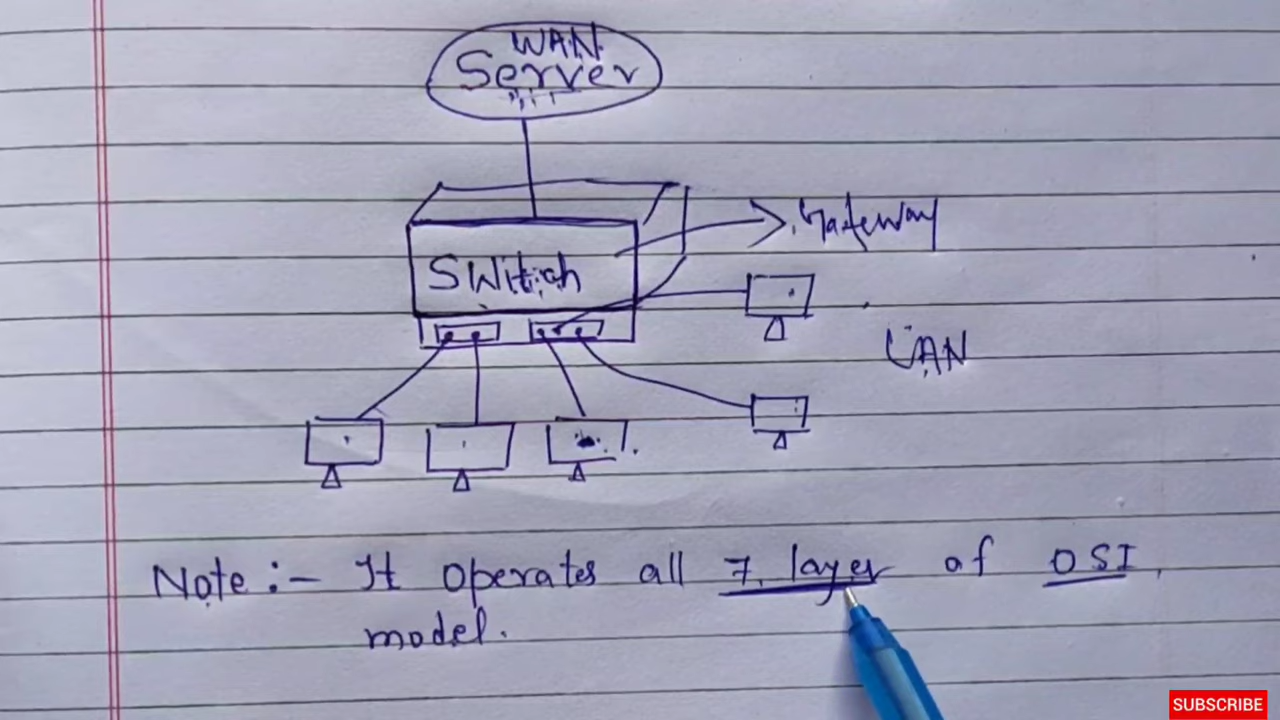 WAN
Server
Gateway
Switch
LAN
Note :- It operates all 7 layer of OSI
model.
SUBSCRIBE